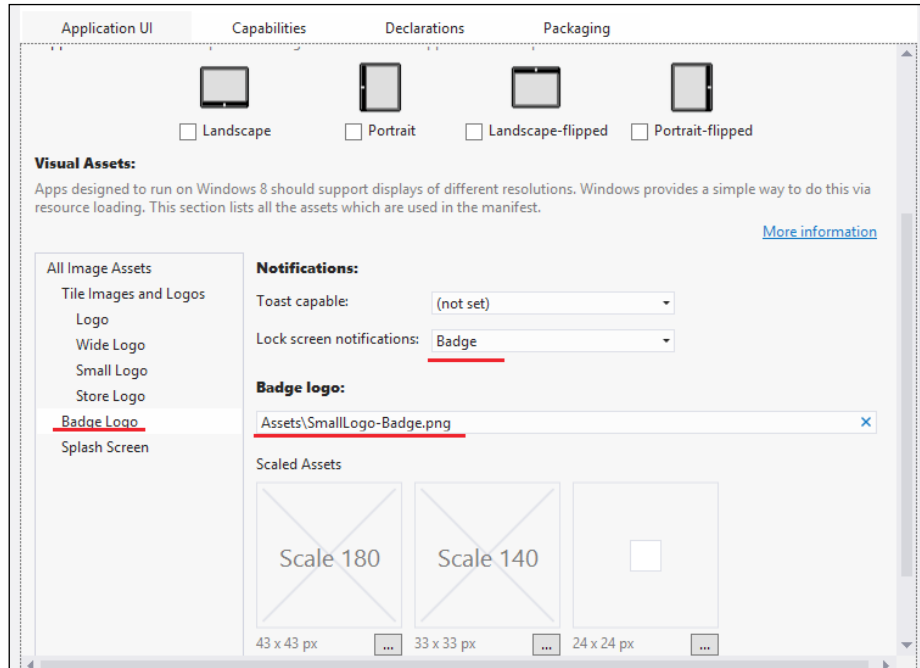 Application UI Capabilities Declarations Packaging
Landscape Portrait Landscape-flipped Portrait-flipped
Visual Assets:
Apps designed to run on Windows 8 should support displays of different resolutions. Windows provides a simple way to do this via
resource loading. This section lists all the assets which are used in the manifest.
More information
All Image Assets
Tile Images and Logos
Logo
Wide Logo
Small Logo
Store Logo
Badge Logo
Splash Screen
Notifications:
Toast capable: (not set)
Lock screen notifications: Badge
Badge logo:
Assets\SmallLogo-Badge.png
Scaled Assets
Scale 180 Scale 140
43 x 43 px ... 33 x 33 px ... 24 x 24 px ...